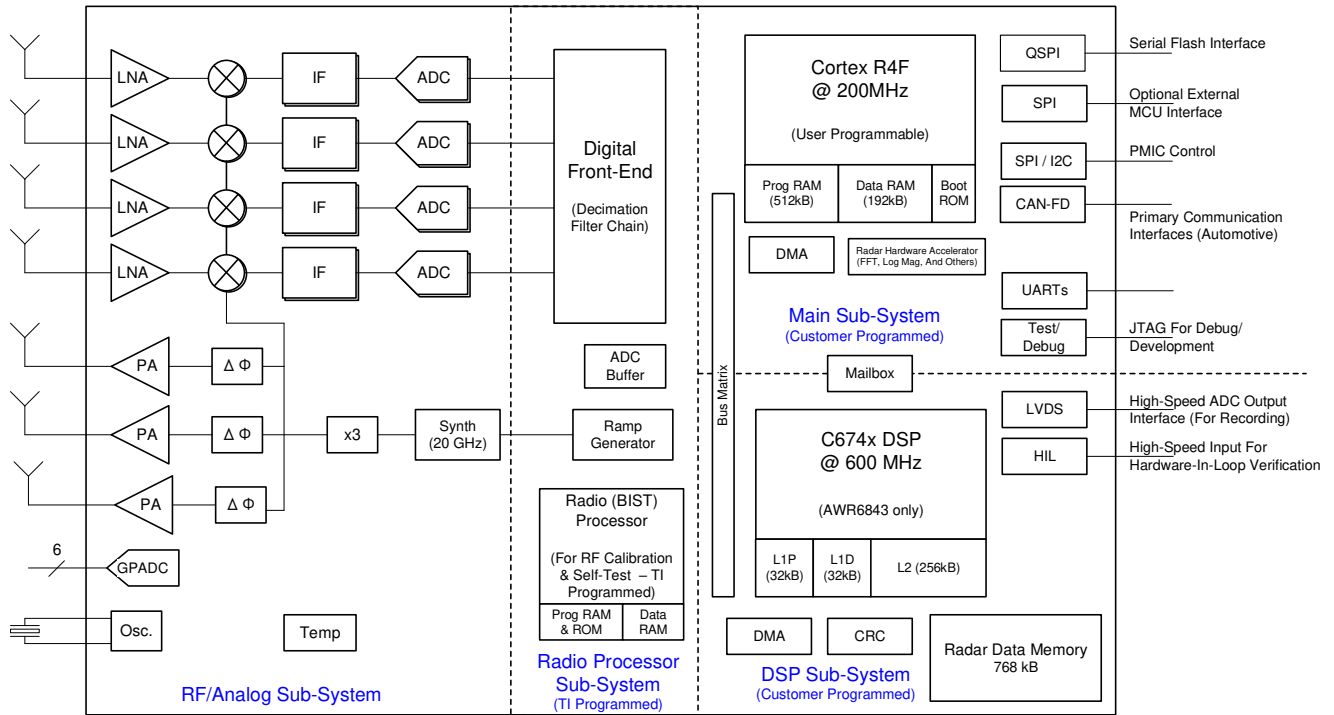 LNA
IF
ADC
LNA
IF
ADC
LNA
IF
ADC
LNA
IF
ADC
PA
Δ Φ
PA
Δ Φ
PA
Δ Φ
x3
Synth
(20 GHz)
6
GPADC
Osc.
Temp
RF/Analog Sub-System
Digital
Front-End
(Decimation
Filter Chain)
ADC
Buffer
Ramp
Generator
Radio (BIST)
Processor
(For RF Calibration
& Self-Test – TI
Programmed)
Prog RAM
& ROM
Data
RAM
Radio Processor
Sub-System
(TI Programmed)
Bus Matrix
Cortex R4F
@ 200MHz
(User Programmable)
Prog RAM
(512kB)
Data RAM
(192kB)
Boot
ROM
DMA
Radar Hardware Accelerator
(FFT, Log Mag, And Others)
Main Sub-System
(Customer Programmed)
Mailbox
C674x DSP
@ 600 MHz
(AWR6843 only)
L1P
(32kB)
L1D
(32kB)
L2 (256kB)
DMA
CRC
DSP Sub-System
(Customer Programmed)
Radar Data Memory
768 kB
QSPI
Serial Flash Interface
SPI
Optional External
MCU Interface
SPI / I2C
PMIC Control
CAN-FD
Primary Communication
Interfaces (Automotive)
UARTs
Test/
Debug
JTAG For Debug/
Development
LVDS
High-Speed ADC Output
Interface (For Recording)
HIL
High-Speed Input For
Hardware-In-Loop Verification